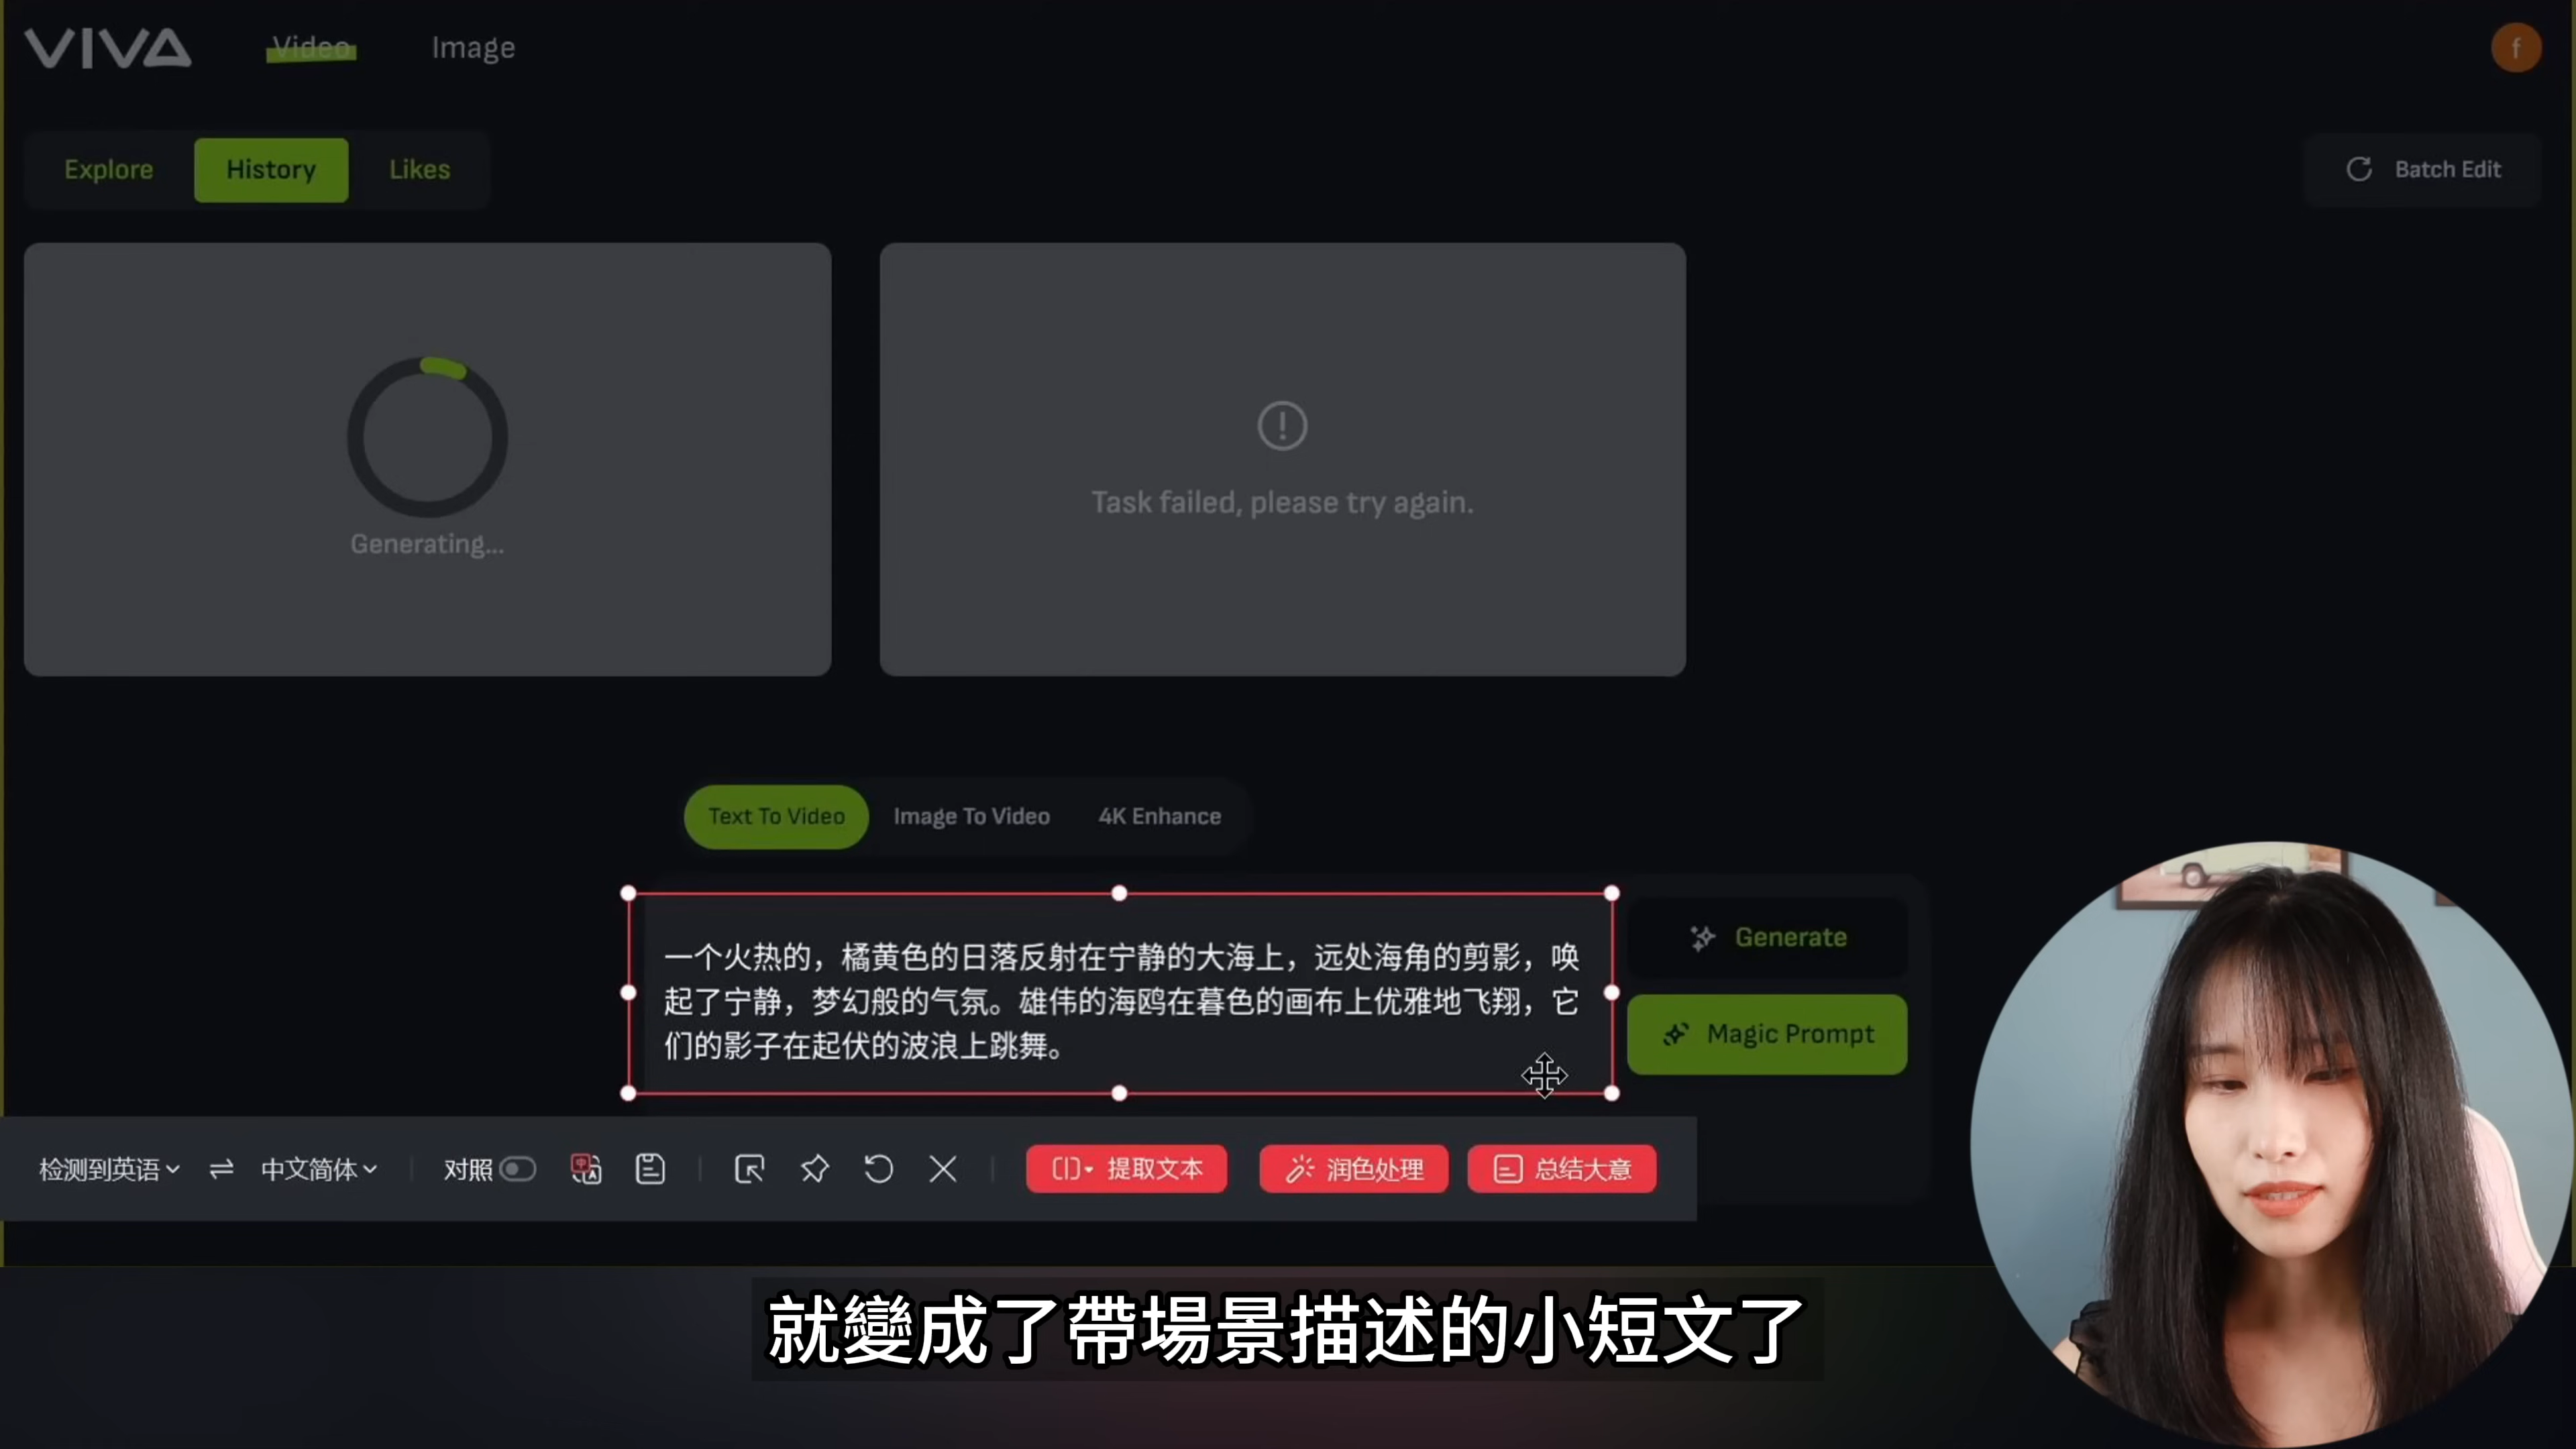 VIVA
Video
Image
f
Explore
History
Likes
Batch Edit
Generating...
Task failed, please try again.
Text To Video
Image To Video
4K Enhance
一个火热的，橘黄色的日落反射在宁静的大海上，远处海角的剪影，唤
起了宁静，梦幻般的气氛。雄伟的海鸥在暮色的画布上优雅地飞翔，它
们的影子在起伏的波浪上跳舞。
Generate
Magic Prompt
检测到英语
中文简体
对照
提取文本
润色处理
总结大意
就變成了帶場景描述的小短文了